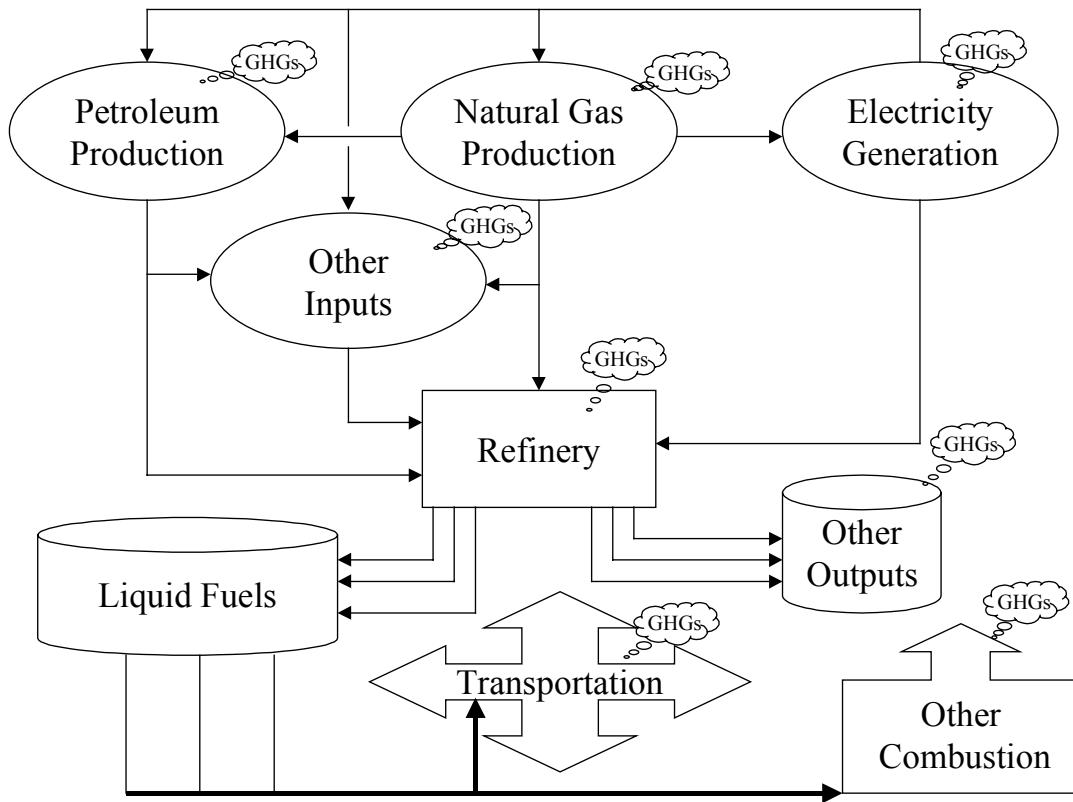 GHGs
Petroleum
Production
GHGs
Natural Gas
Production
GHGs
Electricity
Generation
GHGs
Other
Inputs
GHGs
Refinery
GHGs
Other
Outputs
Liquid Fuels
GHGs
Transportation
GHGs
Other
Combustion